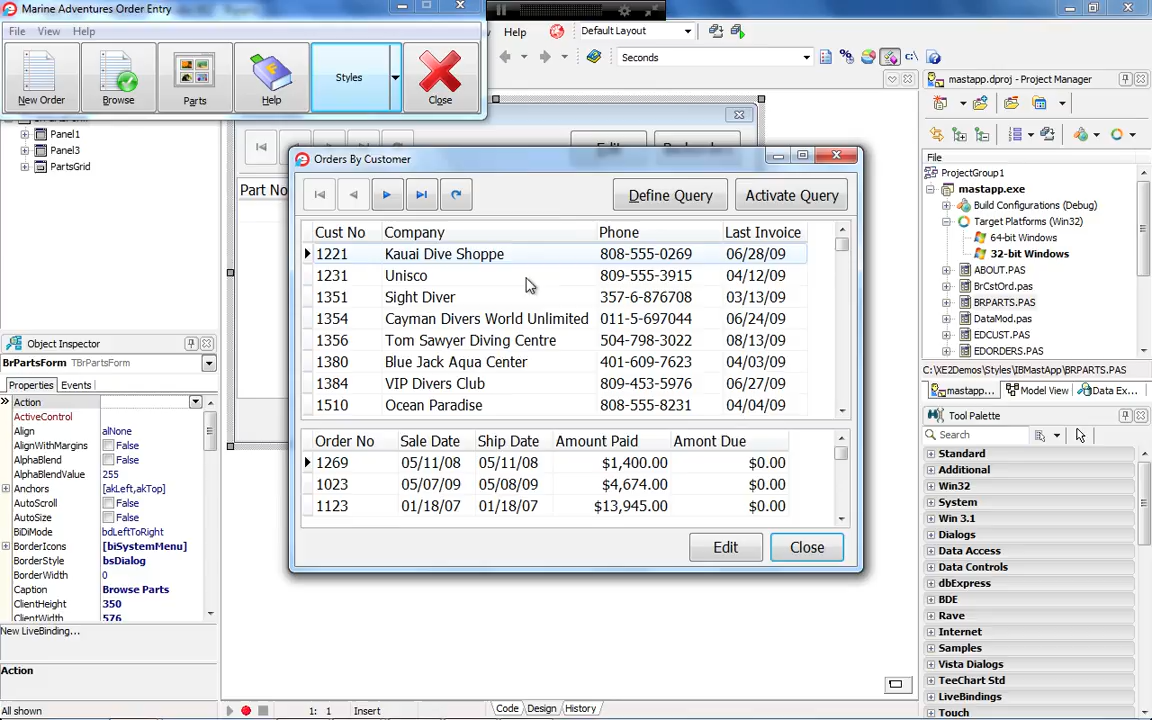 Marine Adventures Order Entry
File View Help
New Order
Browse
Parts
Help
Styles
Close
Help
Default Layout
Seconds
Panel1
Panel3
PartsGrid
Part No
Orders By Customer
Define Query
Activate Query
Cust No Company Phone Last Invoice
1221 Kauai Dive Shoppe 808-555-0269 06/28/09
1231 Unisco 809-555-3915 04/12/09
1351 Sight Diver 357-6-876708 03/13/09
1354 Cayman Divers World Unlimited 011-5-697044 06/24/09
1356 Tom Sawyer Diving Centre 504-798-3022 08/13/09
1380 Blue Jack Aqua Center 401-609-7623 04/03/09
1384 VIP Divers Club 809-453-5976 06/27/09
1510 Ocean Paradise 808-555-8231 04/04/09
Order No Sale Date Ship Date Amount Paid Amont Due
1269 05/11/08 05/11/08 $1,400.00 $0.00
1023 05/07/09 05/08/09 $4,674.00 $0.00
1123 01/18/07 01/18/07 $13,945.00 $0.00
Edit
Close
Object Inspector
BrPartsForm TBrPartsForm
Properties Events
Action
ActiveControl
Align alNone
AlignWithMargins False
AlphaBlend False
AlphaBlendValue 255
Anchors [akLeft,akTop]
AutoScroll False
AutoSize False
BiDiMode bdLeftToRight
BorderIcons [biSystemMenu]
BorderStyle bsDialog
BorderWidth 0
Caption Browse Parts
ClientHeight 350
ClientWidth 576
New LiveBinding...
Action
All shown
1: 1 Insert
Code Design History
mastapp.dproj - Project Manager
File
ProjectGroup1
mastapp.exe
Build Configurations (Debug)
Target Platforms (Win32)
64-bit Windows
32-bit Windows
ABOUT.PAS
BrCstOrd.pas
BRPARTS.PAS
DataMod.pas
EDCUST.PAS
EDORDERS.PAS
C:\XE2Demos\Styles\IBMastApp\BRPARTS.PAS
mastapp... Model View Data Ex...
Tool Palette
Search
Standard
Additional
Win32
System
Win 3.1
Dialogs
Data Access
Data Controls
dbExpress
BDE
Rave
Internet
Samples
Vista Dialogs
TeeChart Std
LiveBindings
Touch